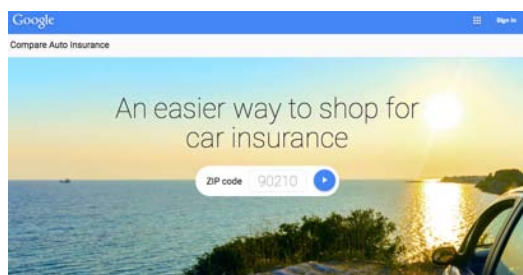 Google
Sign in
Compare Auto Insurance
An easier way to shop for
car insurance
ZIP code 90210